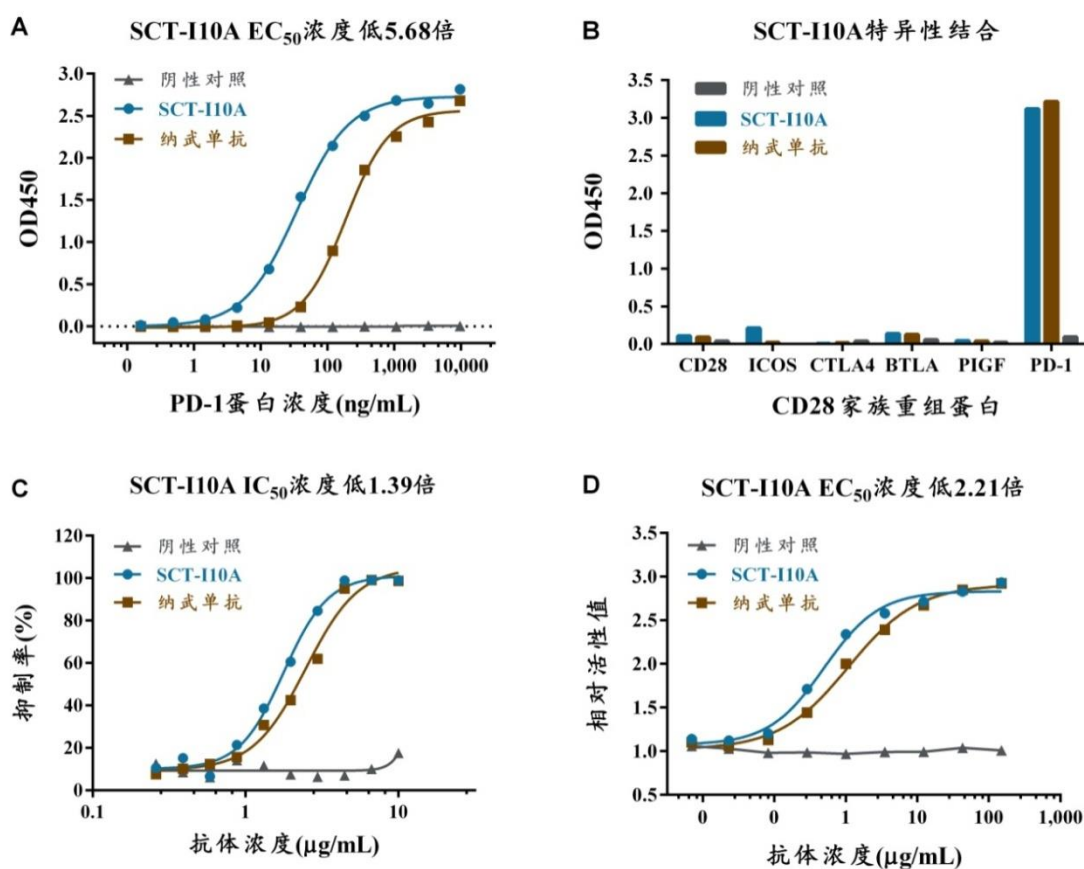 A
SCT-I10A EC50浓度低5.68倍
阴性对照
SCT-I10A
纳武单抗
OD450
3.0
2.5
2.0
1.5
1.0
0.5
0.0
0
1
10
100
1,000
10,000
PD-1蛋白浓度(ng/mL)
B
SCT-I10A特异性结合
阴性对照
SCT-I10A
纳武单抗
OD450
3.5
3.0
2.5
2.0
1.5
1.0
0.5
0.0
CD28
ICOS
CTLA4
BTLA
PIGF
PD-1
CD28家族重组蛋白
C
SCT-I10A IC50浓度低1.39倍
阴性对照
SCT-I10A
纳武单抗
抑制率(%)
120
100
80
60
40
20
0
0.1
1
10
抗体浓度(μg/mL)
D
SCT-I10A EC50浓度低2.21倍
阴性对照
SCT-I10A
纳武单抗
相对活性值
3.5
3.0
2.5
2.0
1.5
1.0
0.5
0
0
1
10
100
1,000
抗体浓度(μg/mL)